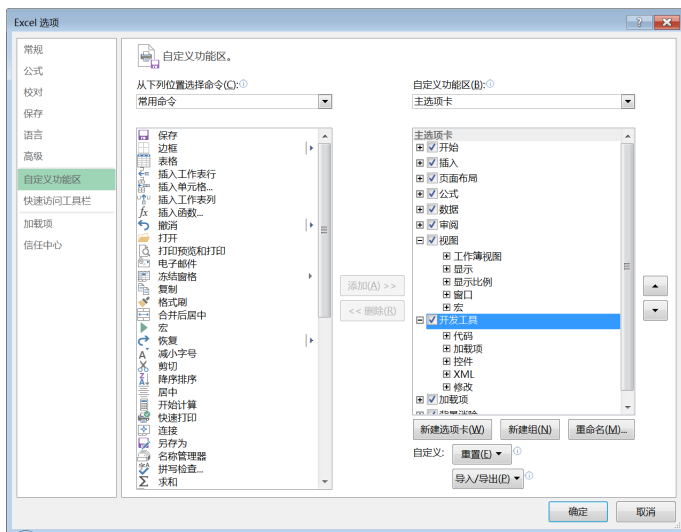 Excel 选项
常规
公式
校对
保存
语言
高级
自定义功能区
快速访问工具栏
加载项
信任中心
自定义功能区。
从下列位置选择命令(C):
常用命令
保存
边框
表格
插入工作表行
插入单元格...
插入工作表列
插入函数...
撤消
打开
打印预览和打印
电子邮件
冻结窗格
复制
格式刷
合并后居中
宏
恢复
减小字号
剪切
降序排序
居中
开始计算
快速打印
连接
另存为
名称管理器
拼写检查...
求和
添加(A) >>
<< 删除(R)
自定义功能区(B):
主选项卡
主选项卡
开始
插入
页面布局
公式
数据
审阅
视图
工作簿视图
显示
显示比例
窗口
宏
开发工具
代码
加载项
控件
XML
修改
加载项
背景消除
新建选项卡(W) 新建组(N) 重命名(M)...
自定义: 重置(E)
导入/导出(P)
确定 取消